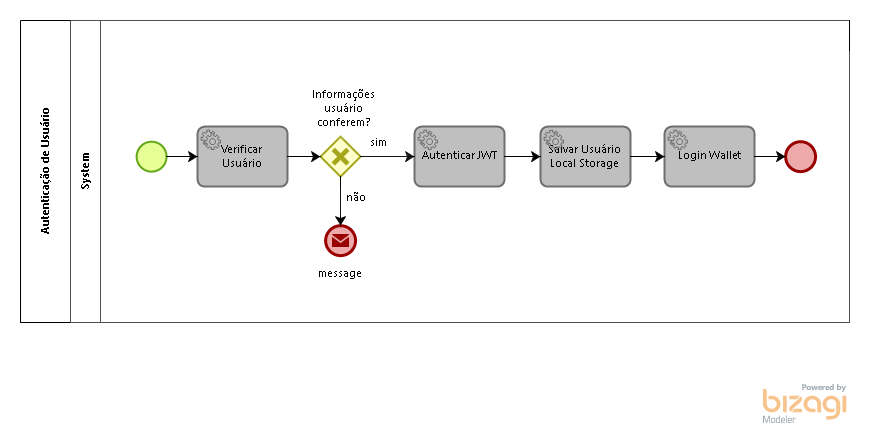 Autenticação de Usuário
System
Informações
usuário
conferem?
Verificar
Usuário
sim
não
message
Autenticar JWT
Salvar Usuário
Local Storage
Login Wallet
Powered by
bizagi
Modeler